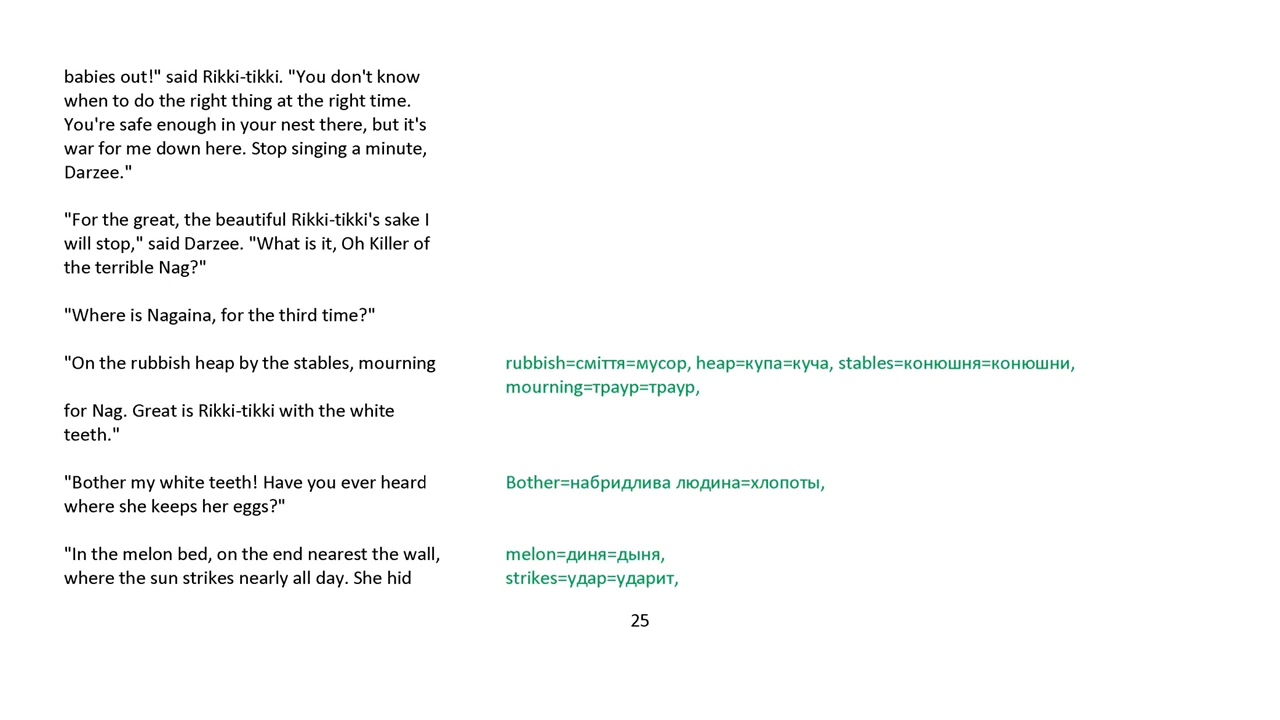 babies out!" said Rikki-tikki. "You don't know
when to do the right thing at the right time.
You're safe enough in your nest there, but it's
war for me down here. Stop singing a minute,
Darzee."
"For the great, the beautiful Rikki-tikki's sake I
will stop," said Darzee. "What is it, Oh Killer of
the terrible Nag?"
"Where is Nagaina, for the third time?"
"On the rubbish heap by the stables, mourning
rubbish=сміття=мусор, heap=купа=куча, stables=конюшня=конюшни,
mourning=траур=траур,
for Nag. Great is Rikki-tikki with the white
teeth."
"Bother my white teeth! Have you ever heard
Bother=набридлива людина=хлопоты,
where she keeps her eggs?"
"In the melon bed, on the end nearest the wall,
melon=диня=дыня,
where the sun strikes nearly all day. She hid
strikes=удар=ударит,
25